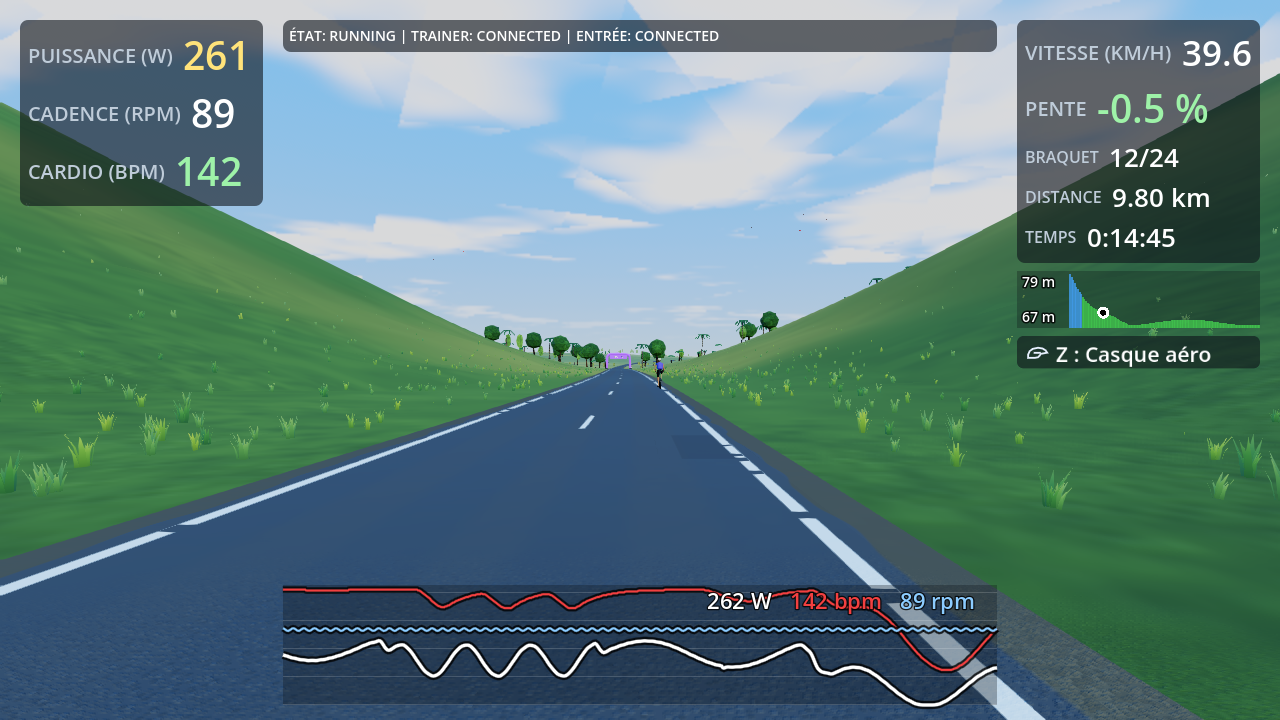 PUISSANCE (W) 261
CADENCE (RPM) 89
CARDIO (BPM) 142
ÉTAT: RUNNING | TRAINER: CONNECTED | ENTRÉE: CONNECTED
VITESSE (KM/H) 39.6
PENTE -0.5 %
BRAQUET 12/24
DISTANCE 9.80 km
TEMPS 0:14:45
79 m
67 m
Z : Casque aéro
262 W 142 bpm 89 rpm